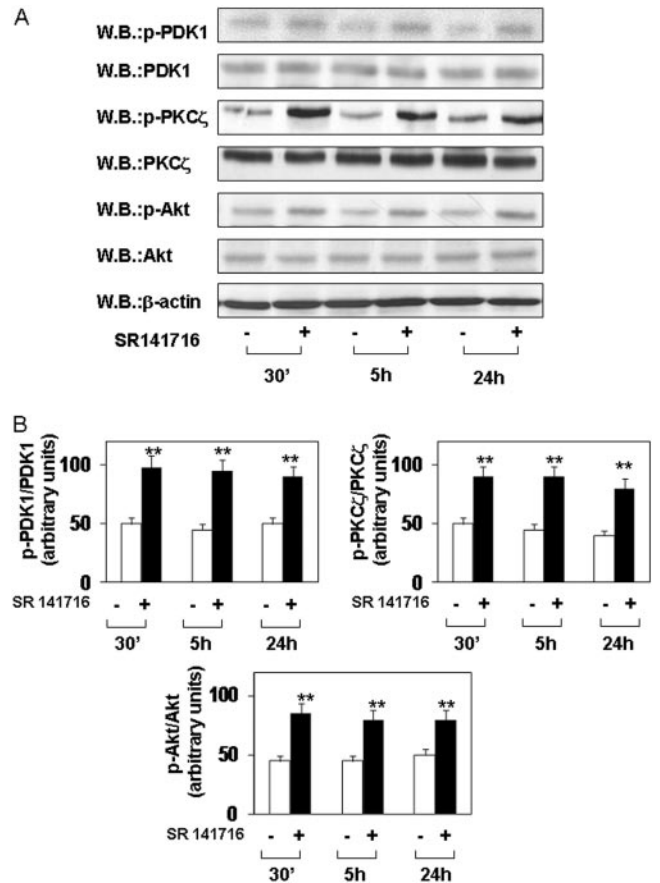 A
W.B.:p-PDK1
W.B.:PDK1
W.B.:p-PKCζ
W.B.:PKCζ
W.B.:p-Akt
W.B.:Akt
W.B.:β-actin
SR141716 - + - + - +
30’ 5h 24h
B
p-PDK1/PDK1
(arbitrary units)
100
50
0
** ** **
SR 141716 - + - + - +
30’ 5h 24h
p-PKCζ/PKCζ
(arbitrary units)
100
50
0
** ** **
SR 141716 - + - + - +
30’ 5h 24h
p-Akt/Akt
(arbitrary units)
100
50
0
** ** **
SR 141716 - + - + - +
30’ 5h 24h